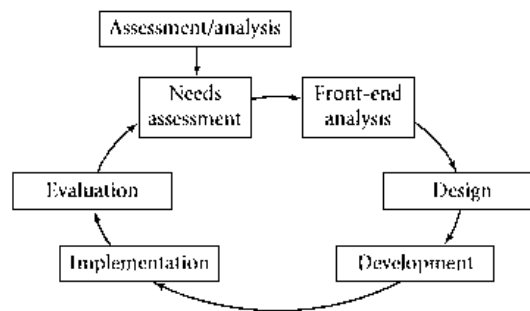 Assessment/analysis
Needs
assessment
Front-end
analysis
Evaluation
Design
Implementation
Development